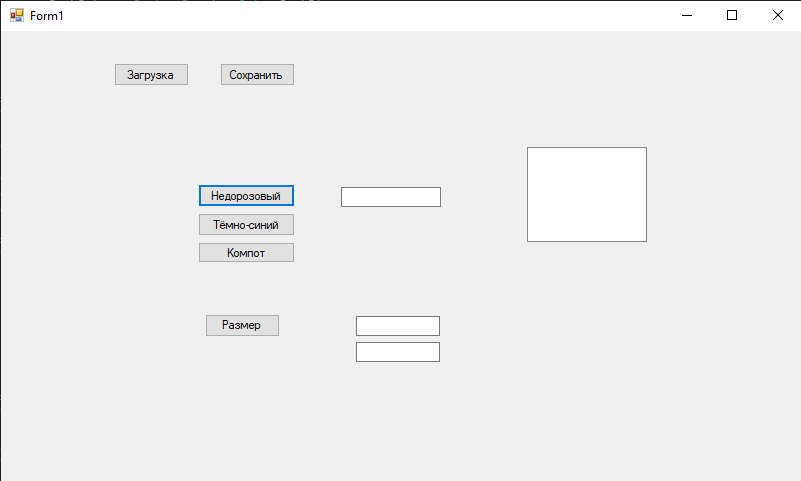 Form1
Загрузка
Сохранить
Недорозовый
Тёмно-синий
Компот
Размер